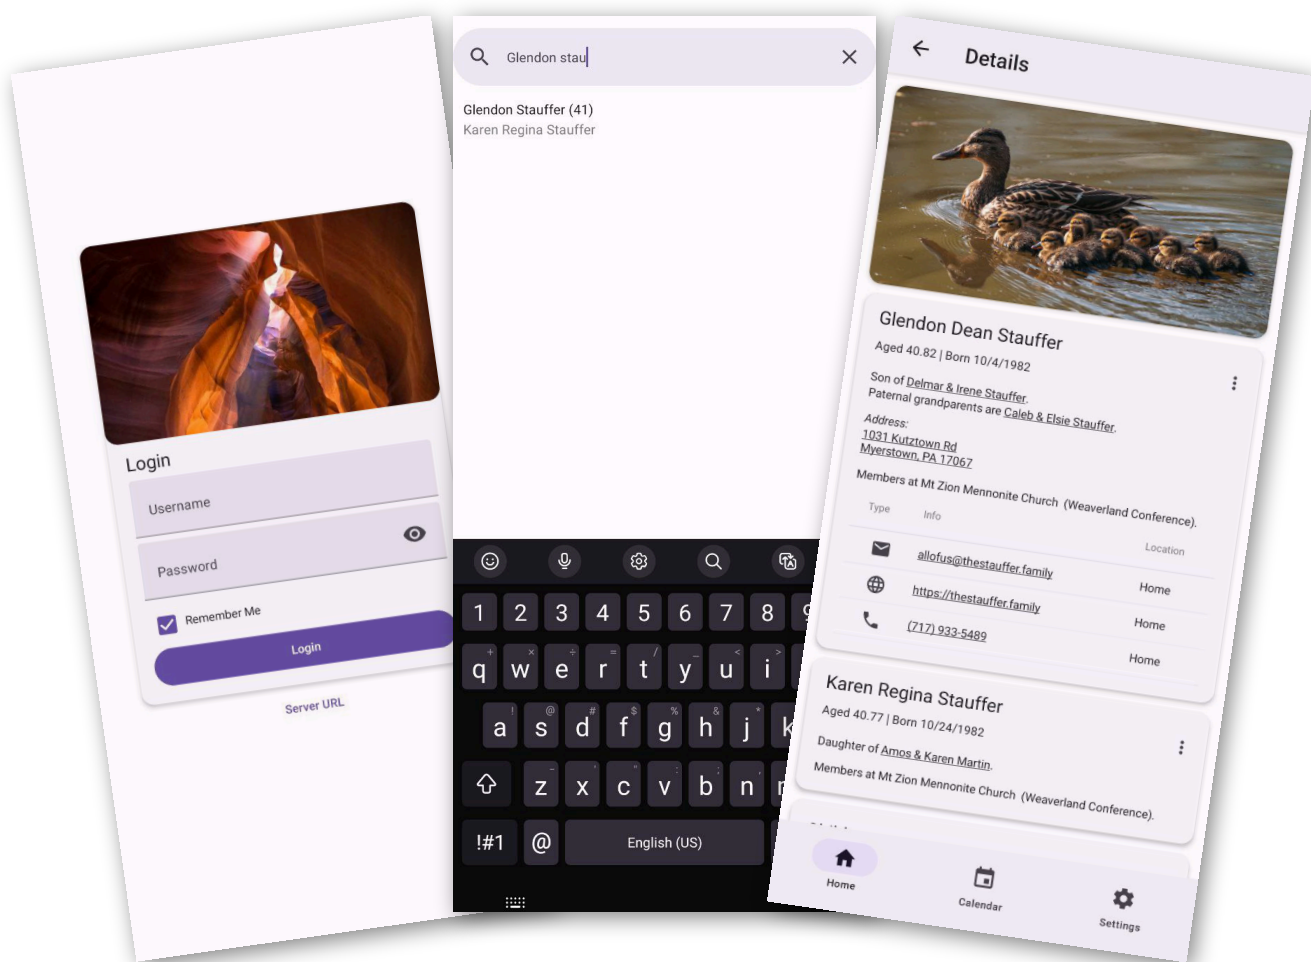 Login
Username
Password
Remember Me
Login
Server URL
Glendon stau
Glendon Stauffer (41)
Karen Regina Stauffer
1 2 3 4 5 6 7 8 9
q w e r t y u i
a s d f g h j k
z x c v b n
!#1 @ English (US)
Details
Glendon Dean Stauffer
Aged 40.82 | Born 10/4/1982
Son of Delmar & Irene Stauffer.
Paternal grandparents are Caleb & Elsie Stauffer.
Address:
1031 Kutztown Rd
Myerstown, PA 17067
Members at Mt Zion Mennonite Church (Weaverland Conference).
Type Info Location
allofus@thestauffer.family Home
https://thestauffer.family Home
(717) 933-5489 Home
Karen Regina Stauffer
Aged 40.77 | Born 10/24/1982
Daughter of Amos & Karen Martin.
Members at Mt Zion Mennonite Church (Weaverland Conference).
Home Calendar Settings